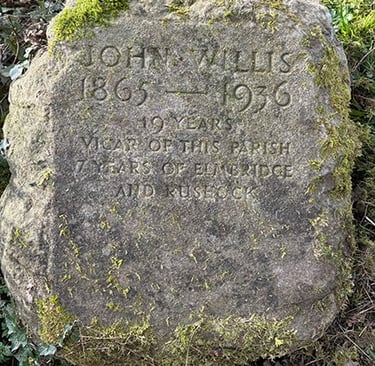 JOHN · WILLIS
1865 — 1936
19 YEARS
VICAR OF THIS PARISH
7 YEARS OF ELMBRIDGE
AND RUSHOCK